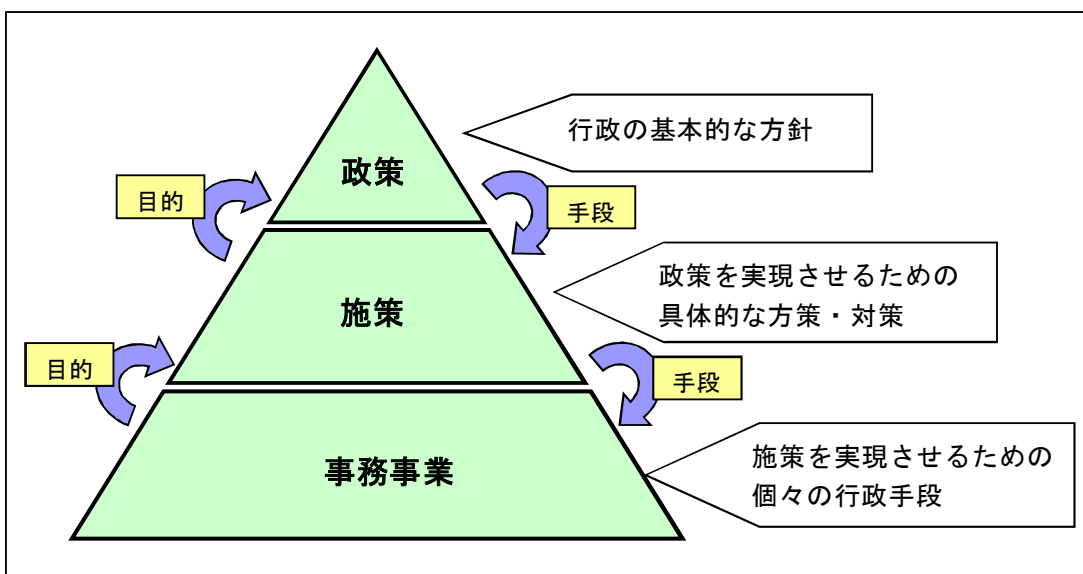 行政の基本的な方針
政策
目的
手段
政策を実現させるための
具体的な方策・対策
施策
目的
手段
事務事業
施策を実現させるための
個々の行政手段